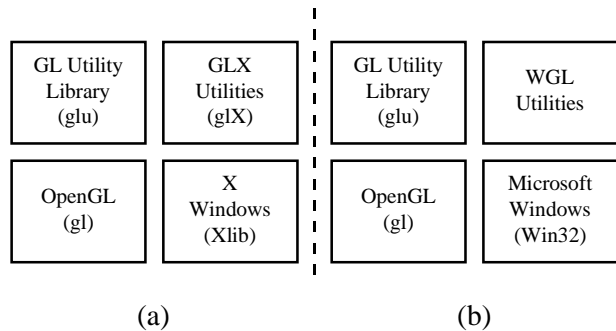 GL Utility
Library
(glu)
GLX
Utilities
(glX)
OpenGL
(gl)
X
Windows
(Xlib)
(a)
GL Utility
Library
(glu)
WGL
Utilities
OpenGL
(gl)
Microsoft
Windows
(Win32)
(b)